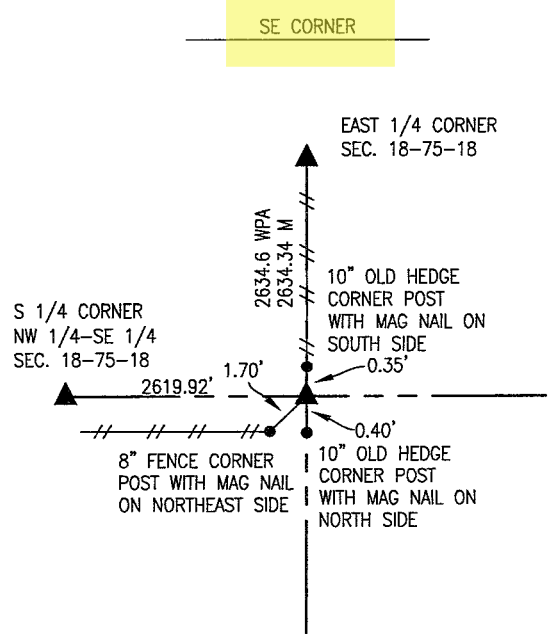 SE CORNER
EAST 1/4 CORNER
SEC. 18-75-18
2634.6 WPA
2634.34 M
10" OLD HEDGE
CORNER POST
WITH MAG NAIL ON
SOUTH SIDE
S 1/4 CORNER
NW 1/4-SE 1/4
SEC. 18-75-18
1.70'
0.35'
2619.92'
0.40'
8" FENCE CORNER
POST WITH MAG NAIL
ON NORTHEAST SIDE
10" OLD HEDGE
CORNER POST
WITH MAG NAIL ON
NORTH SIDE